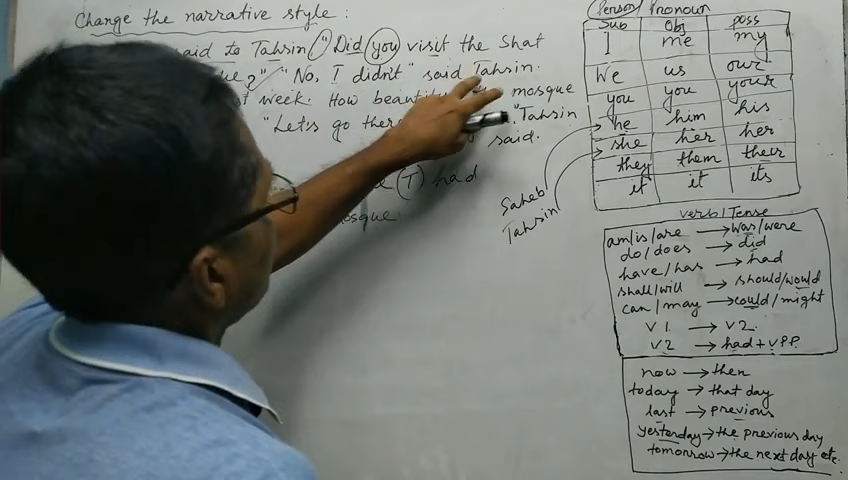 Change the narrative style :
said to Tahsin, "Did you visit the Shat
?" "No, I didn't" said Tahsin.
week. How beautiful mosque
"Let's go there "Tahsin
said.
(T) had
mosque.
Person/ Pronoun
Sub obj poss
I me my
We us our
you you your
he him his
she her her
they them their
it it its
Saheb
Tahsin
verb/Tense
am/is/are → was/were
do/does → did
have/has → had
shall/will → should/would
can/may → could/might
V1 → V2
V2 → had + VPP
now → then
today → that day
last → previous
yesterday → the previous day
tomorrow → the next day etc.